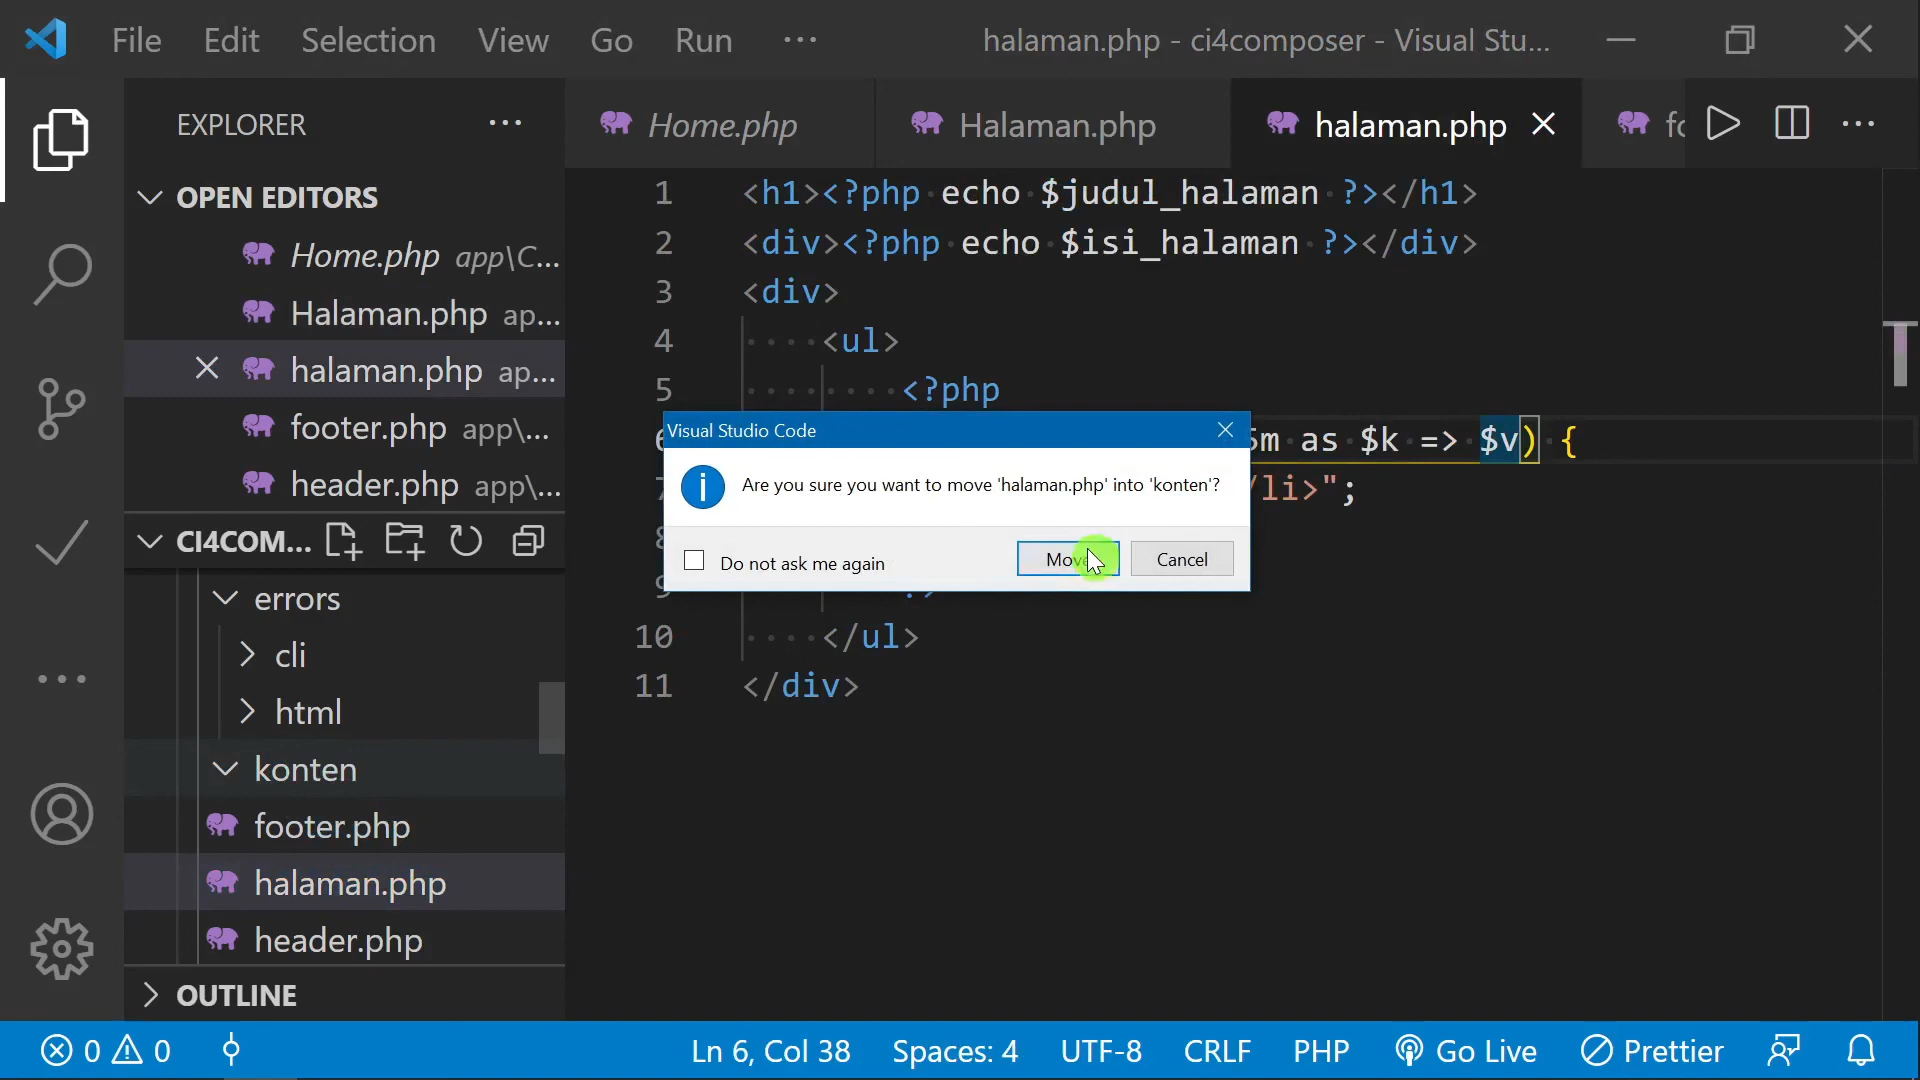 File Edit Selection View Go Run ··· halaman.php - ci4composer - Visual Stu...
EXPLORER ···
Home.php Halaman.php halaman.php
OPEN EDITORS
Home.php app\C...
Halaman.php ap...
halaman.php ap...
footer.php app\...
header.php app\...
CI4COM...
errors
cli
html
konten
footer.php
halaman.php
header.php
OUTLINE
1 <h1><?php echo $judul_halaman ?></h1>
2 <div><?php echo $isi_halaman ?></div>
3 <div>
4 <ul>
5 <?php
as $k => $v) {
/li>";
10 </ul>
11 </div>
Visual Studio Code
Are you sure you want to move 'halaman.php' into 'konten'?
Do not ask me again
Move Cancel
0 0 Ln 6, Col 38 Spaces: 4 UTF-8 CRLF PHP Go Live Prettier